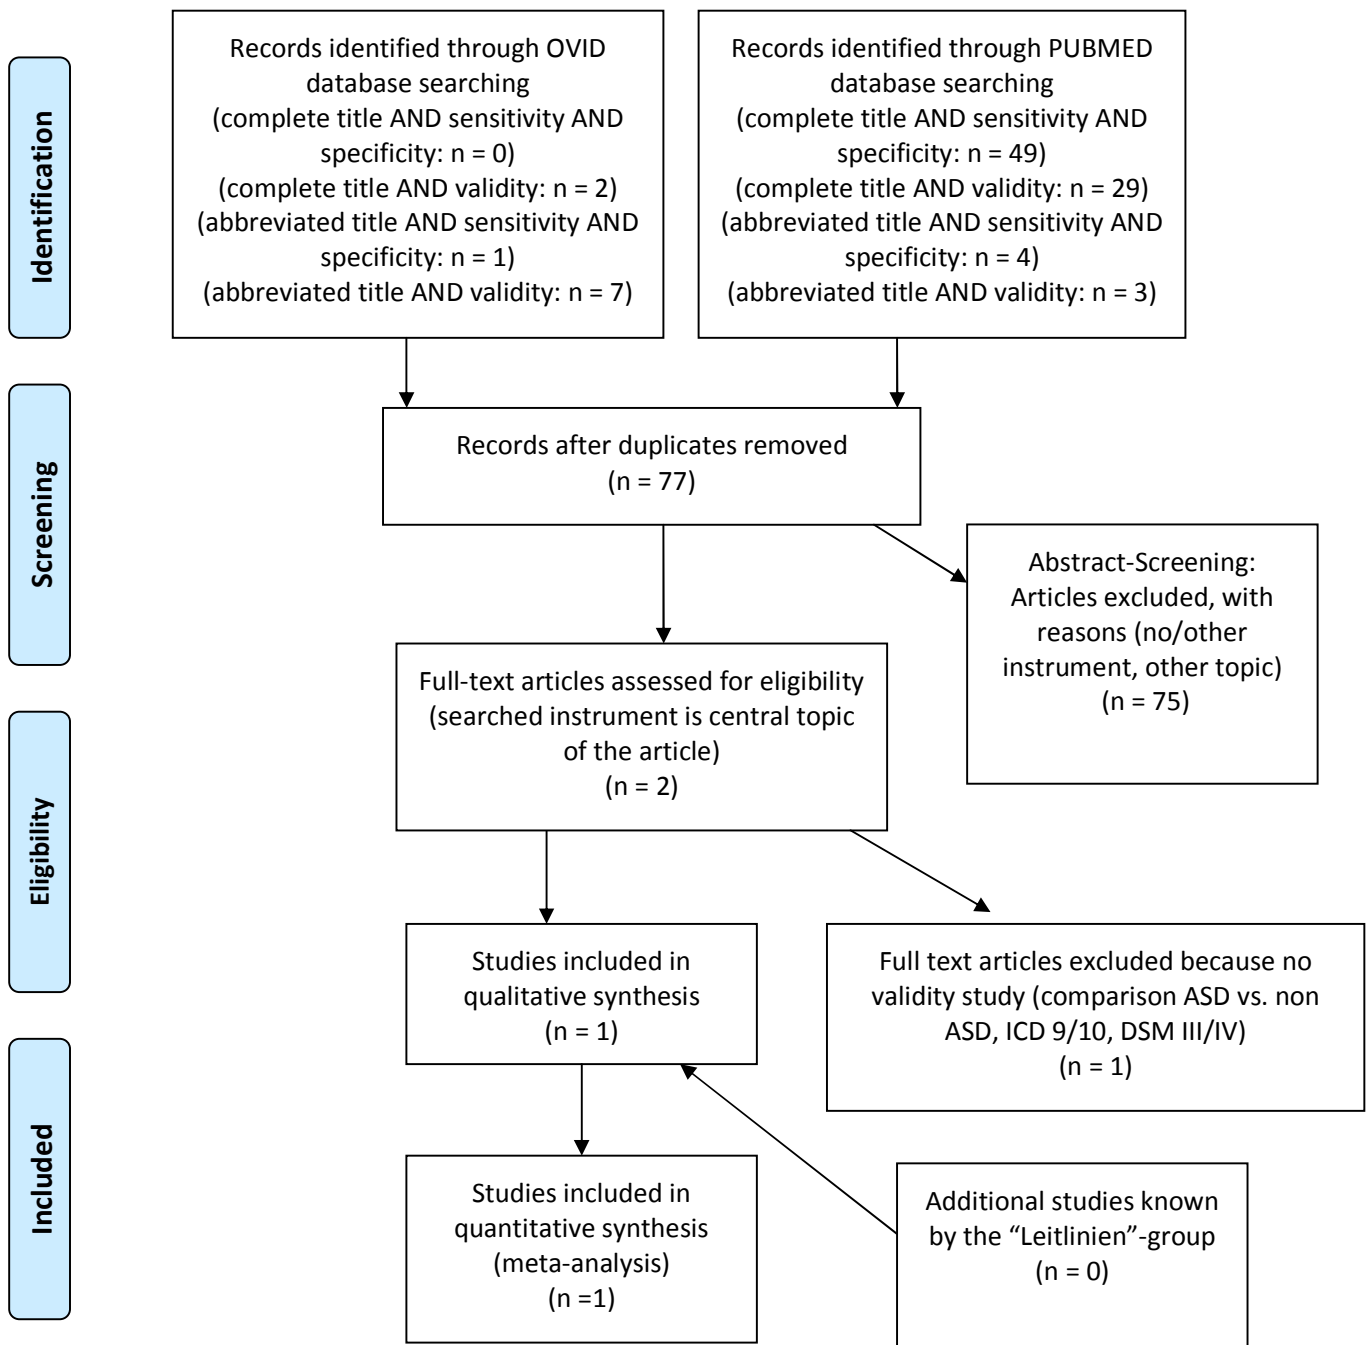 Identification
Records identified through OVID
database searching
(complete title AND sensitivity AND
specificity: n = 0)
(complete title AND validity: n = 2)
(abbreviated title AND sensitivity AND
specificity: n = 1)
(abbreviated title AND validity: n = 7)
Records identified through PUBMED
database searching
(complete title AND sensitivity AND
specificity: n = 49)
(complete title AND validity: n = 29)
(abbreviated title AND sensitivity AND
specificity: n = 4)
(abbreviated title AND validity: n = 3)
Screening
Records after duplicates removed
(n = 77)
Abstract-Screening:
Articles excluded, with
reasons (no/other
instrument, other topic)
(n = 75)
Eligibility
Full-text articles assessed for eligibility
(searched instrument is central topic
of the article)
(n = 2)
Studies included in
qualitative synthesis
(n = 1)
Full text articles excluded because no
validity study (comparison ASD vs. non
ASD, ICD 9/10, DSM III/IV)
(n = 1)
Included
Studies included in
quantitative synthesis
(meta-analysis)
(n =1)
Additional studies known
by the “Leitlinien”-group
(n = 0)